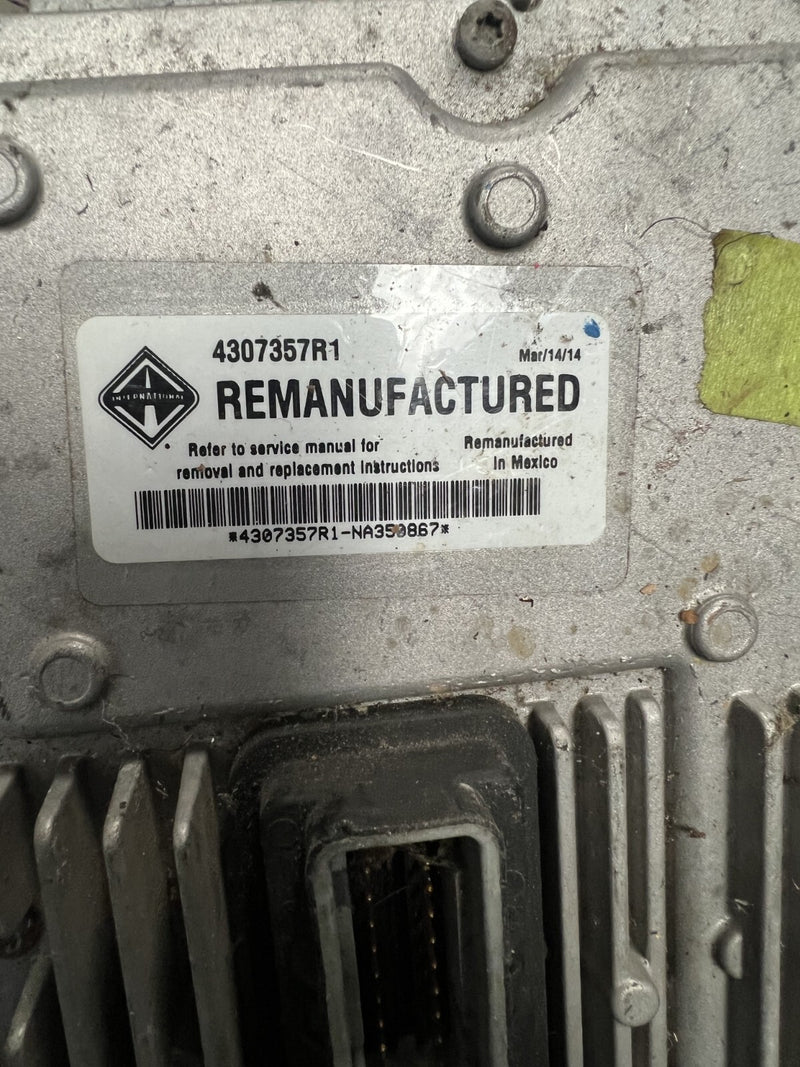 4307357R1
Mar/14/14
INTERNATIONAL
REMANUFACTURED
Refer to service manual for
removal and replacement instructions
Remanufactured
In Mexico
*4307357R1-NA350867*